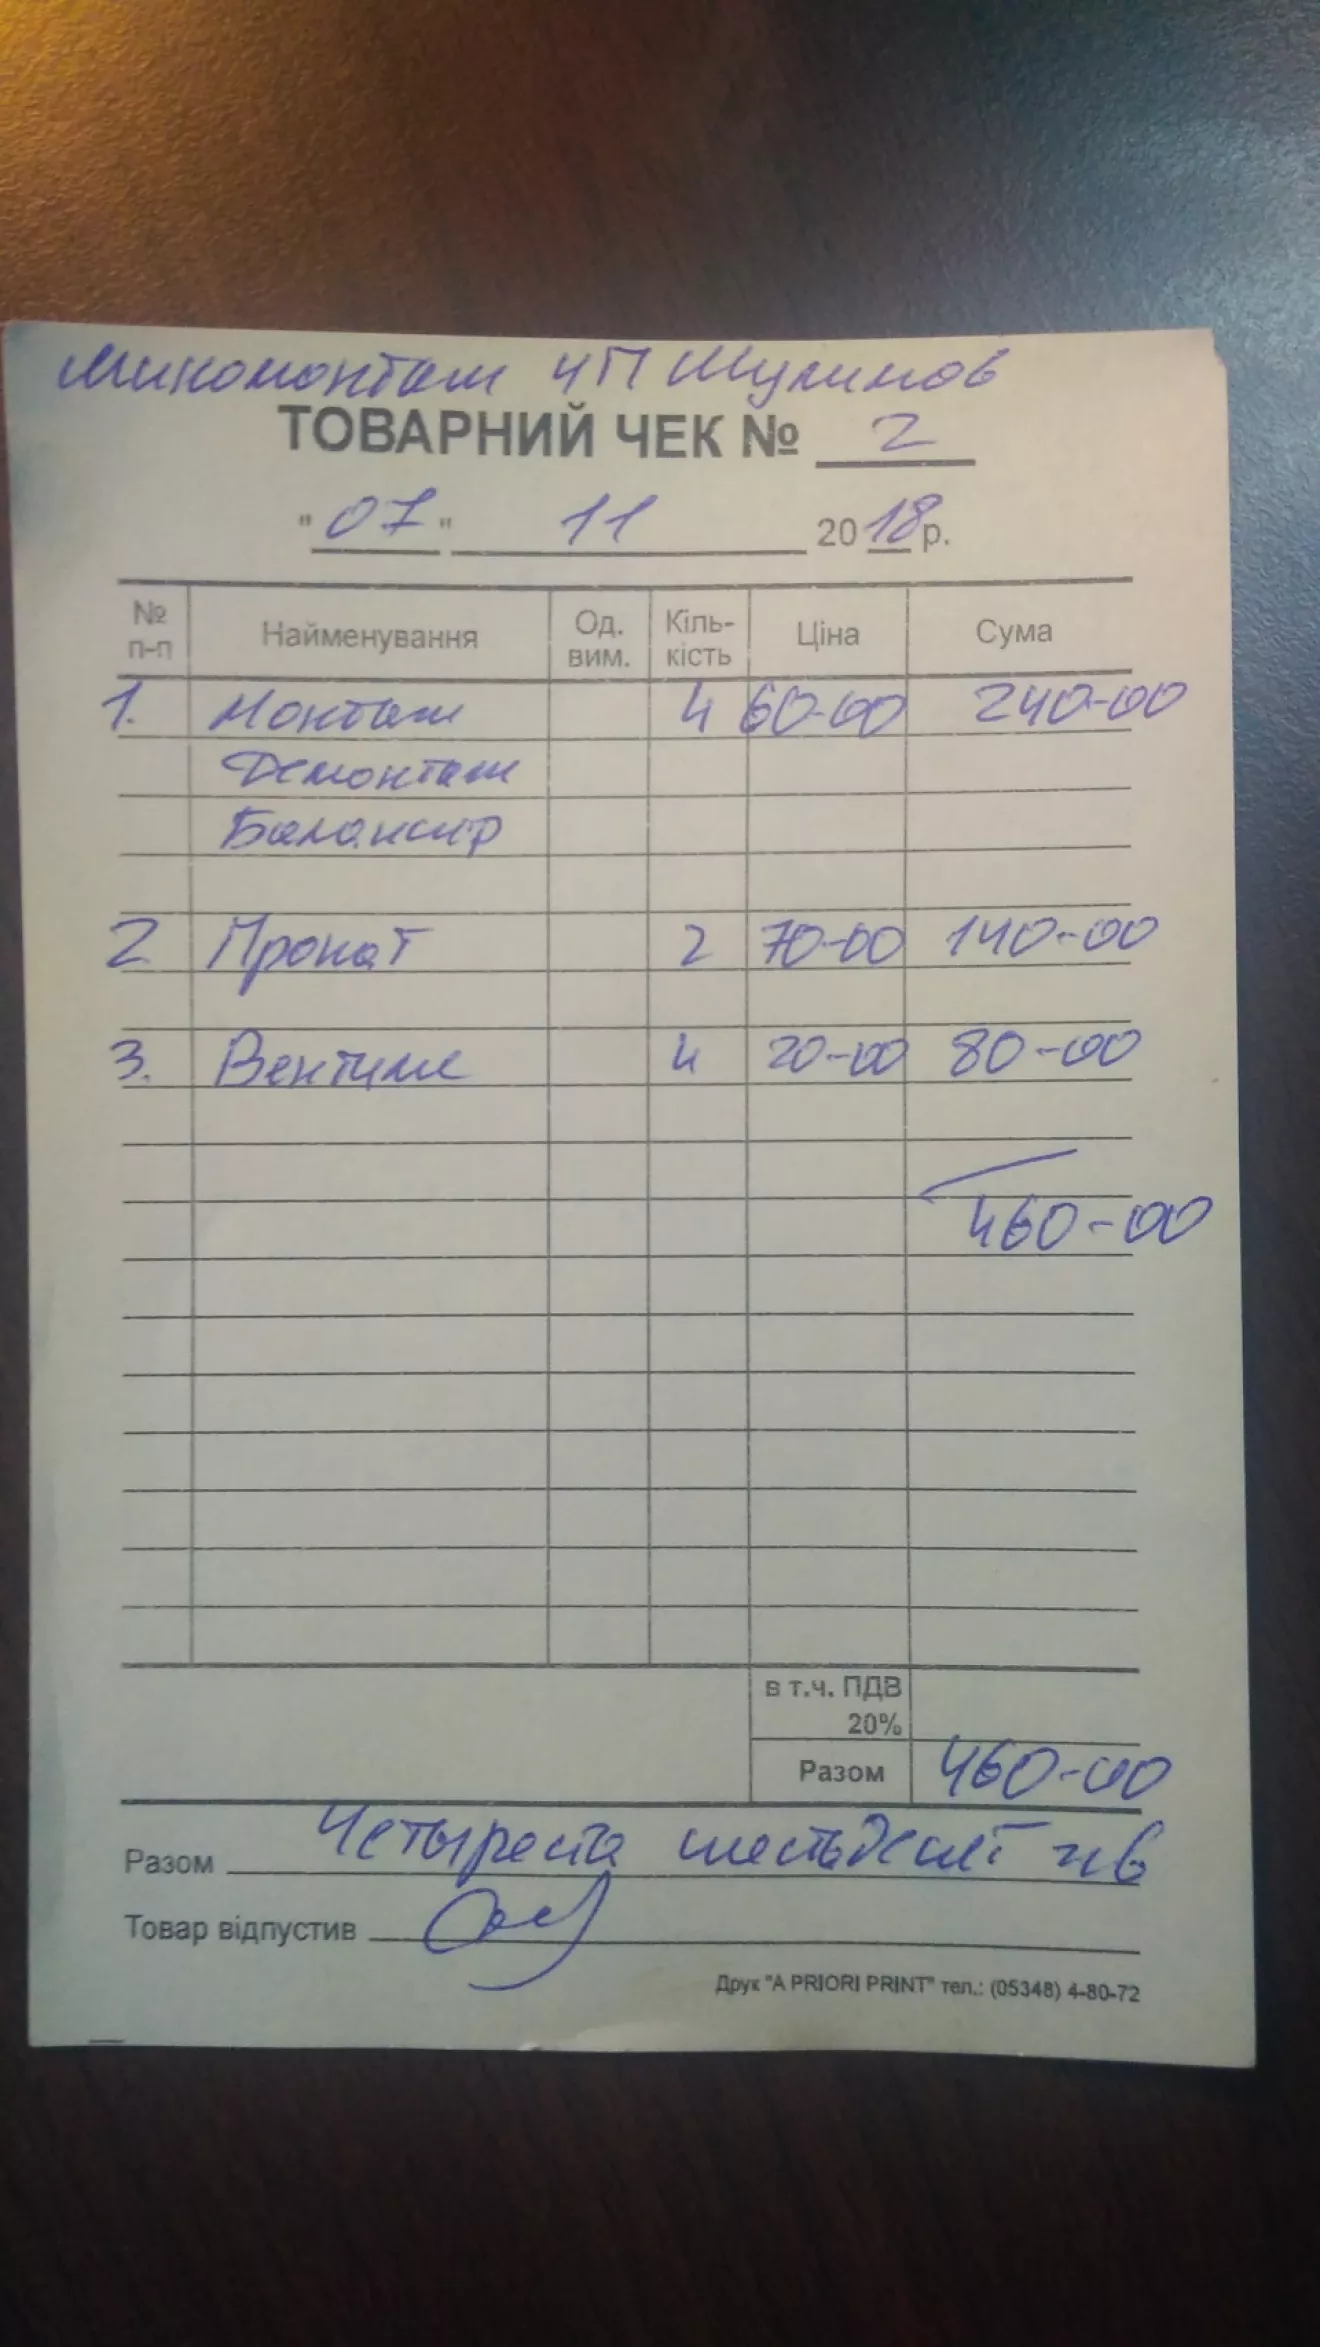 Шиномонтаж ЧП Шулимов
ТОВАРНИЙ ЧЕК № 2
"07" 11 2018р.
№ п-п Найменування Од. вим. Кіль-кість Ціна Сума
1. Монтаж 4 60-00 240-00
Демонтаж
Балансир
2 Прокат 2 70-00 140-00
3. Вентиля 4 20-00 80-00
460-00
в т.ч. ПДВ
20%
Разом 460-00
Разом Четыреста шестьдесят
Товар відпустив
Друк "A PRIORI PRINT" тел.: (05348) 4-80-72